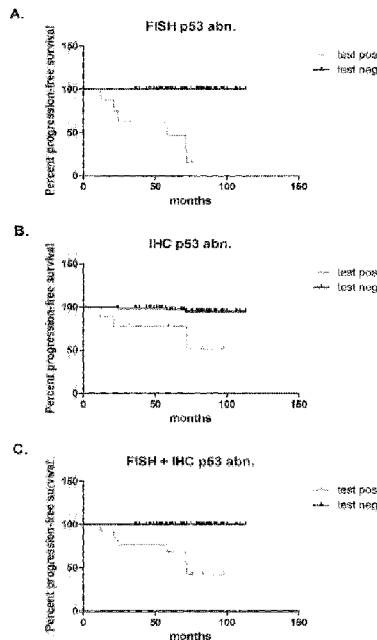 A.
FISH p53 abn.
Percent progression-free survival
150
100
50
0
0
50
100
150
months
test pos
test neg
B.
IHC p53 abn.
Percent progression-free survival
150
100
50
0
0
50
100
150
months
test pos
test neg
C.
FISH + IHC p53 abn.
Percent progression-free survival
150
100
50
0
0
50
100
150
months
test pos
test neg